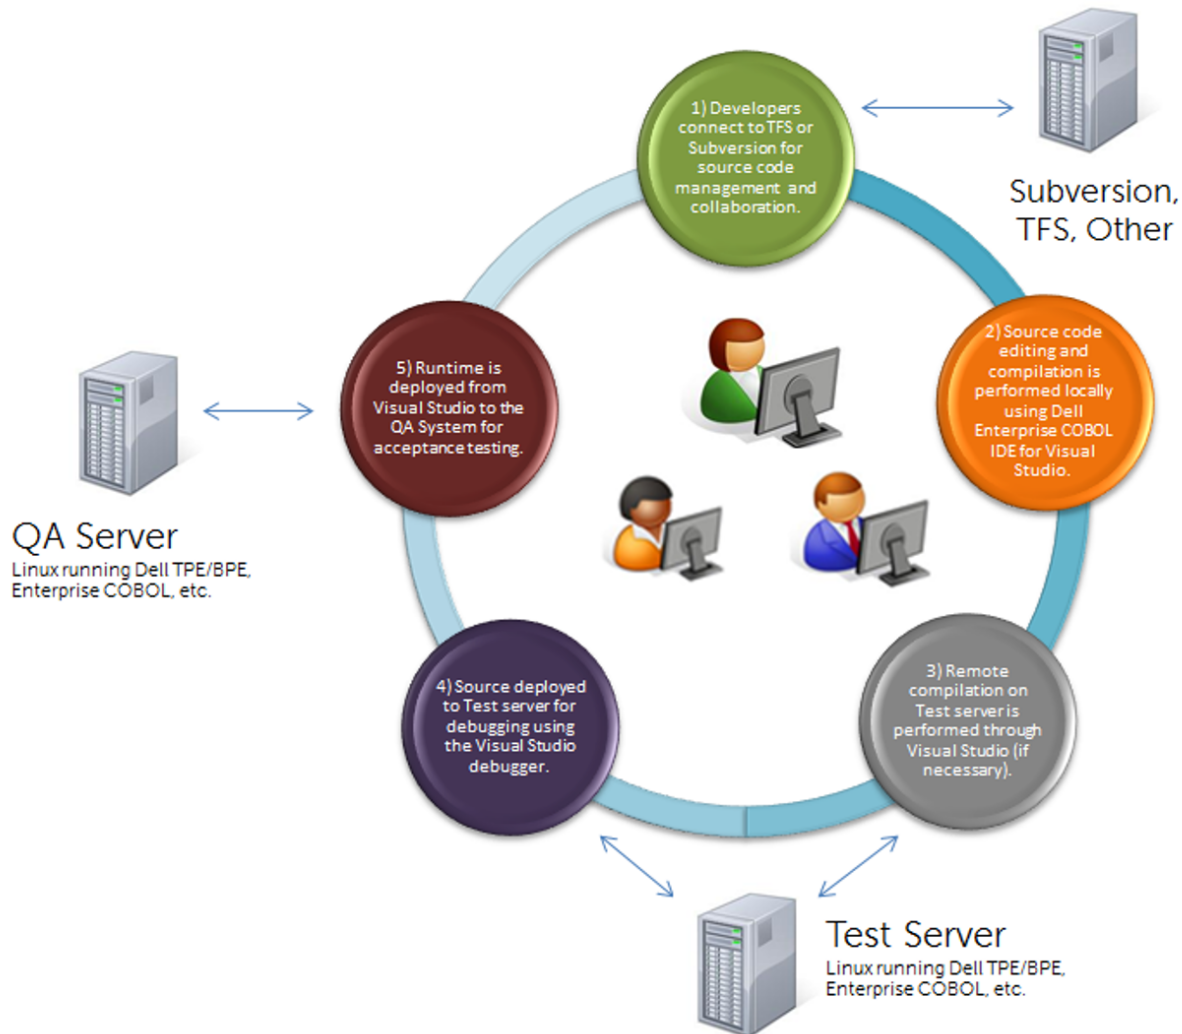 1) Developers
connect to TFS or
Subversion for
source code
management and
collaboration.
Subversion,
TFS, Other
2) Source code
editing and
compilation is
performed locally
using Dell
Enterprise COBOL
IDE for Visual
Studio.
5) Runtime is
deployed from
Visual Studio to the
QA System for
acceptance testing.
QA Server
Linux running Dell TPE/BPE,
Enterprise COBOL, etc.
3) Remote
compilation on
Test server is
performed through
Visual Studio (if
necessary).
4) Source deployed
to Test server for
debugging using
the Visual Studio
debugger.
Test Server
Linux running Dell TPE/BPE,
Enterprise COBOL, etc.